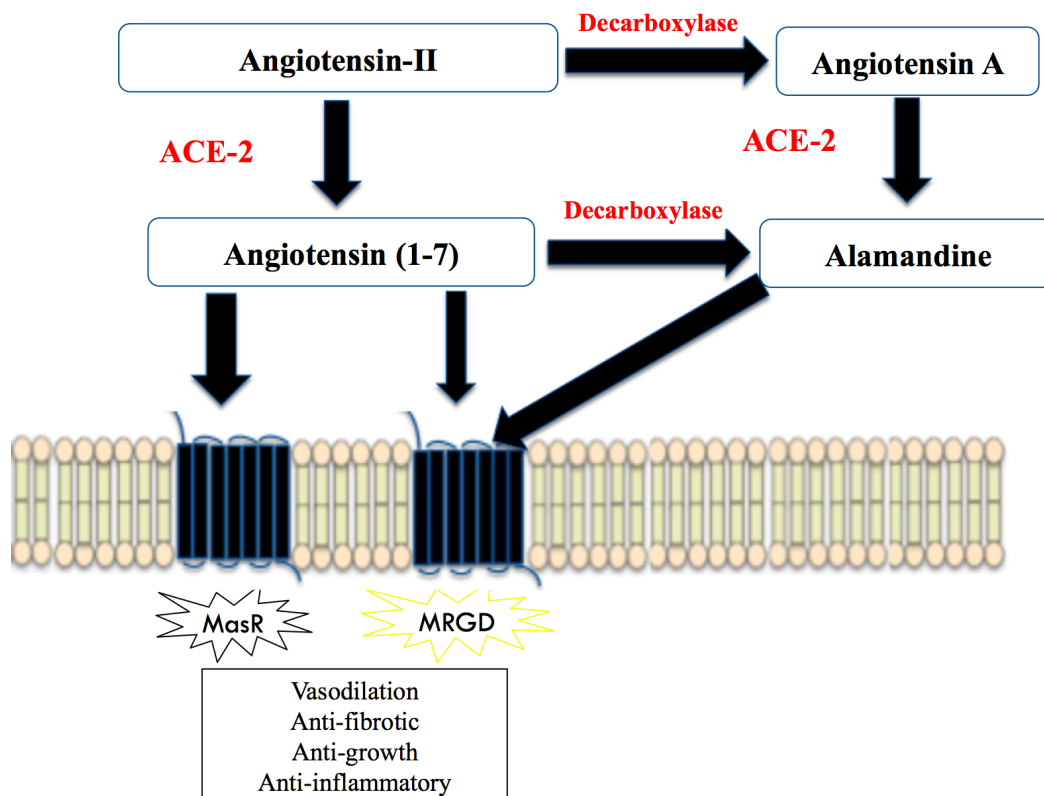 Decarboxylase
Angiotensin-II
Angiotensin A
ACE-2
ACE-2
Decarboxylase
Angiotensin (1-7)
Alamandine
MasR
MRGD
Vasodilation
Anti-fibrotic
Anti-growth
Anti-inflammatory